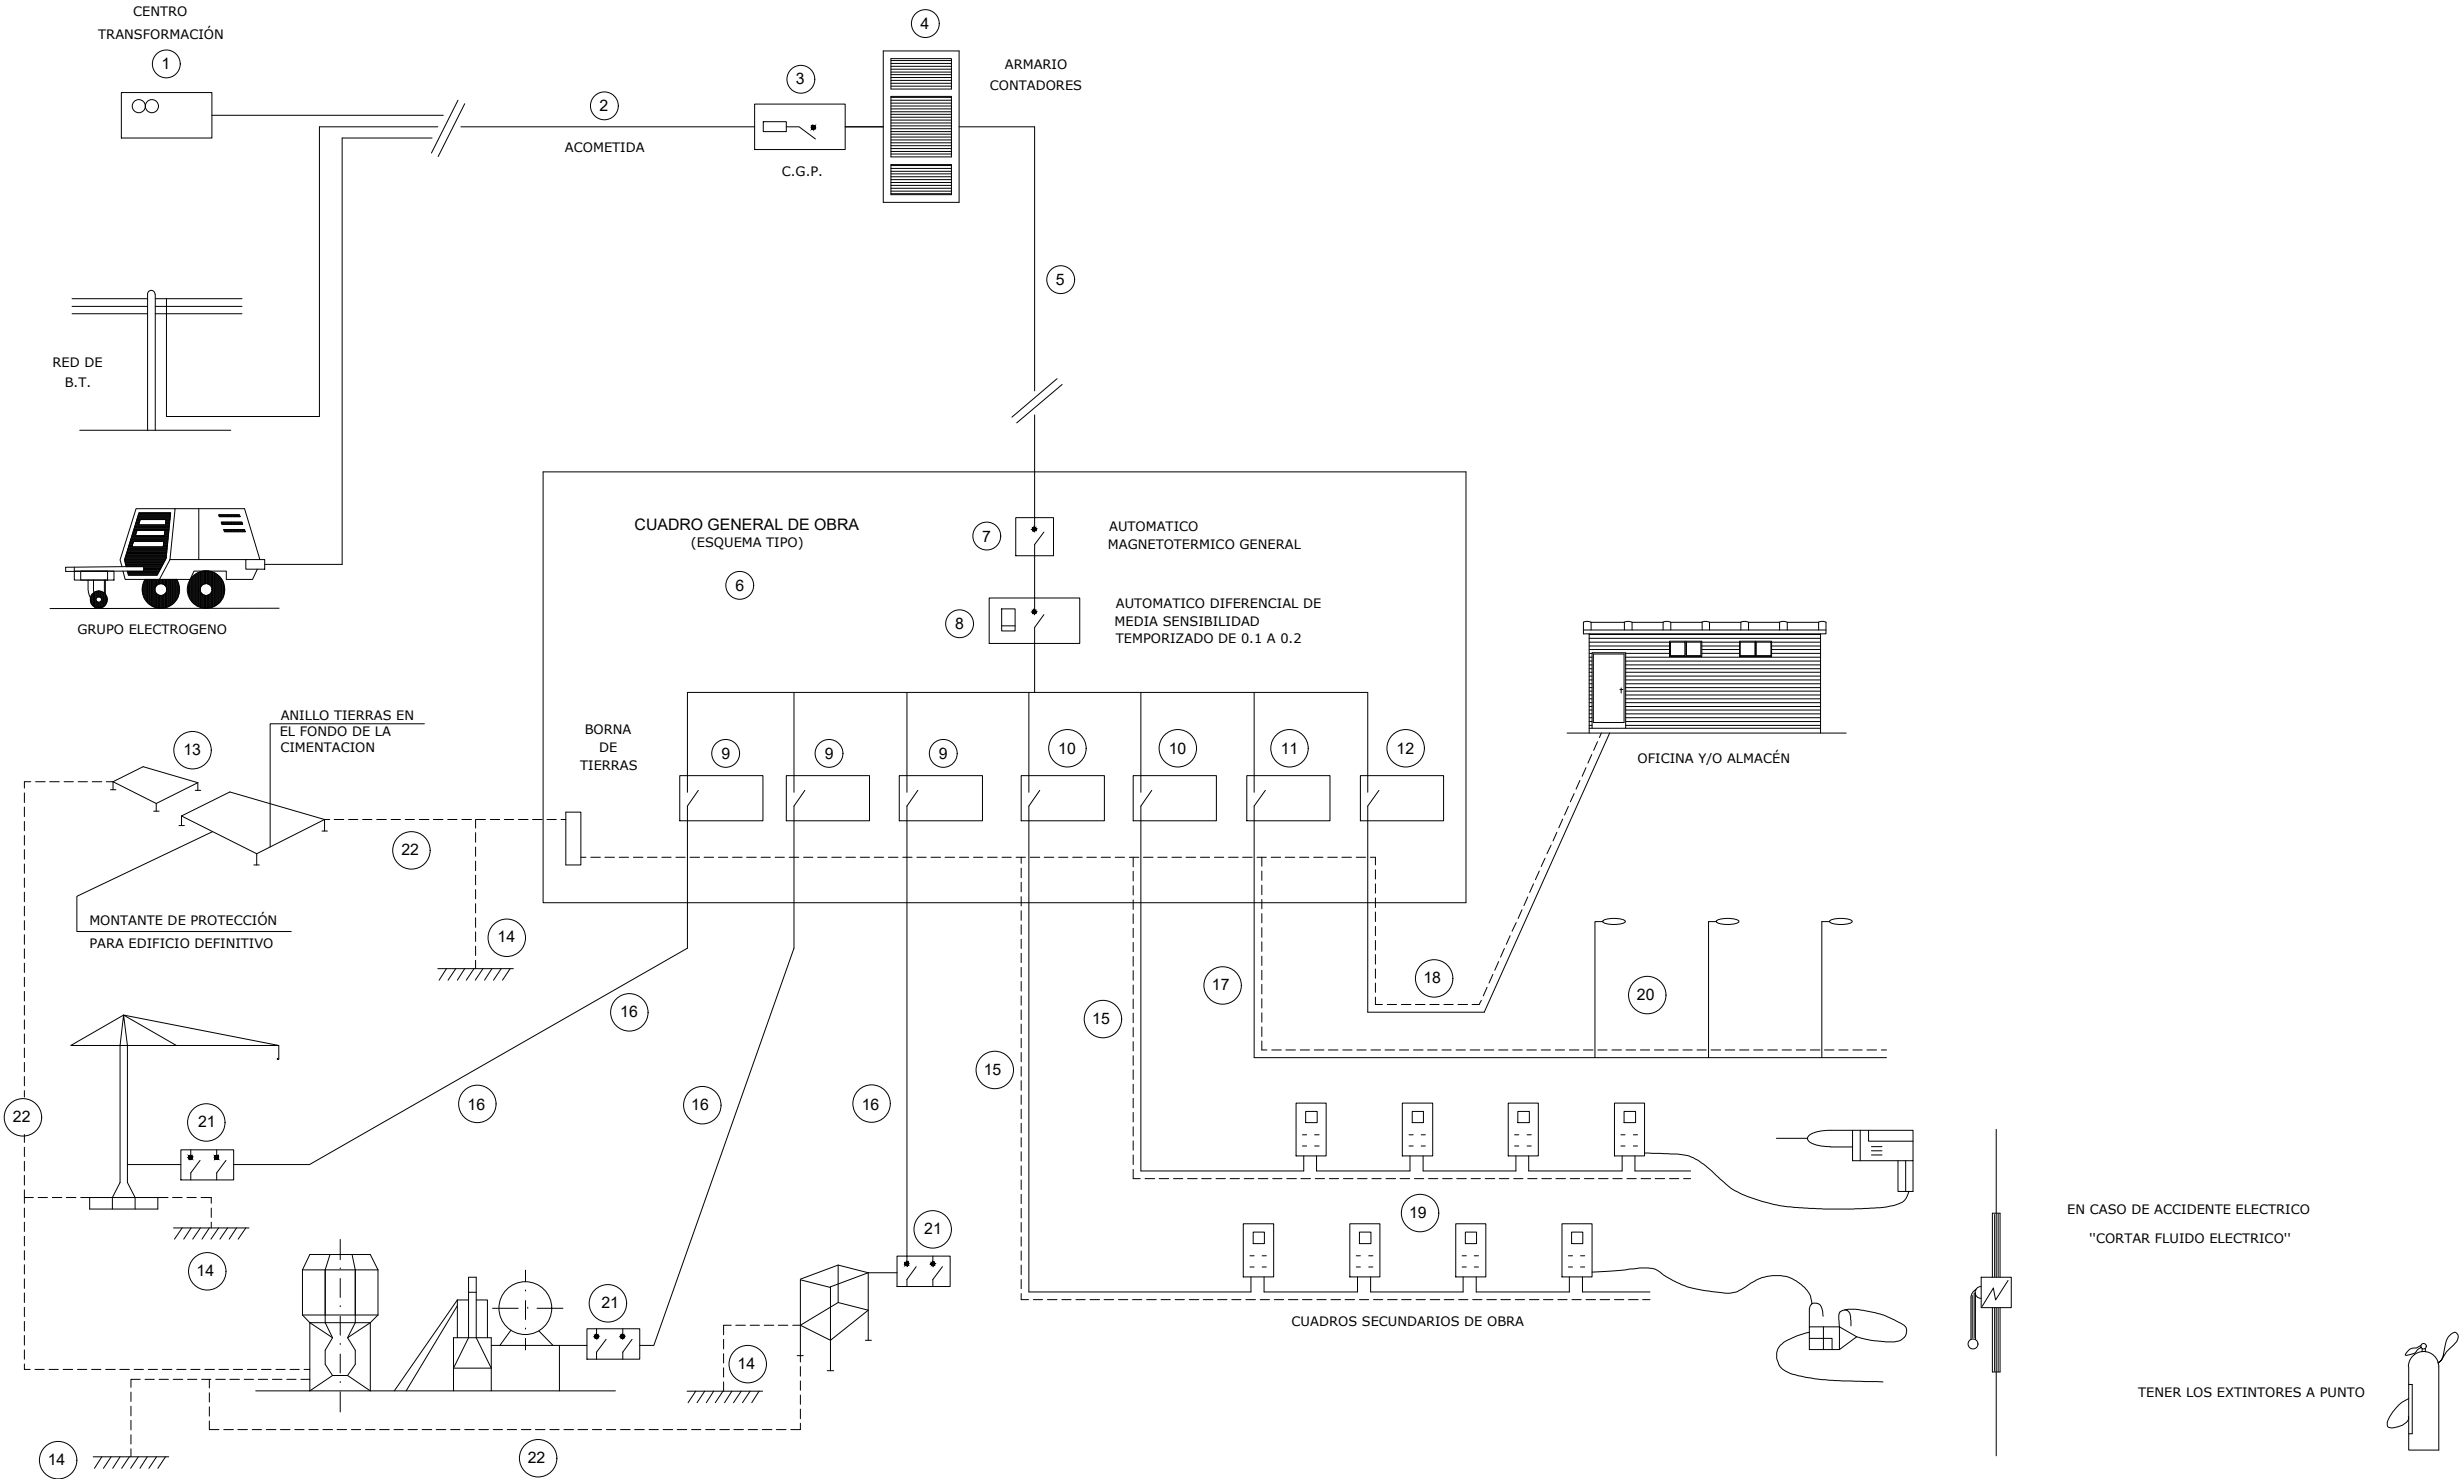 CENTRO
TRANSFORMACIÓN
1
2
ACOMETIDA
3
C.G.P.
4
ARMARIO
CONTADORES
5
RED DE
B.T.
GRUPO ELECTROGENO
CUADRO GENERAL DE OBRA
(ESQUEMA TIPO)
6
7
AUTOMATICO
MAGNETOTERMICO GENERAL
8
AUTOMATICO DIFERENCIAL DE
MEDIA SENSIBILIDAD
TEMPORIZADO DE 0.1 A 0.2
BORNA
DE
TIERRAS
9
9
9
10
10
11
12
OFICINA Y/O ALMACÉN
ANILLO TIERRAS EN
EL FONDO DE LA
CIMENTACION
13
22
MONTANTE DE PROTECCIÓN
PARA EDIFICIO DEFINITIVO
14
16
15
17
18
20
22
21
16
16
16
15
14
21
21
19
CUADROS SECUNDARIOS DE OBRA
14
14
22
EN CASO DE ACCIDENTE ELECTRICO
"CORTAR FLUIDO ELECTRICO"
TENER LOS EXTINTORES A PUNTO